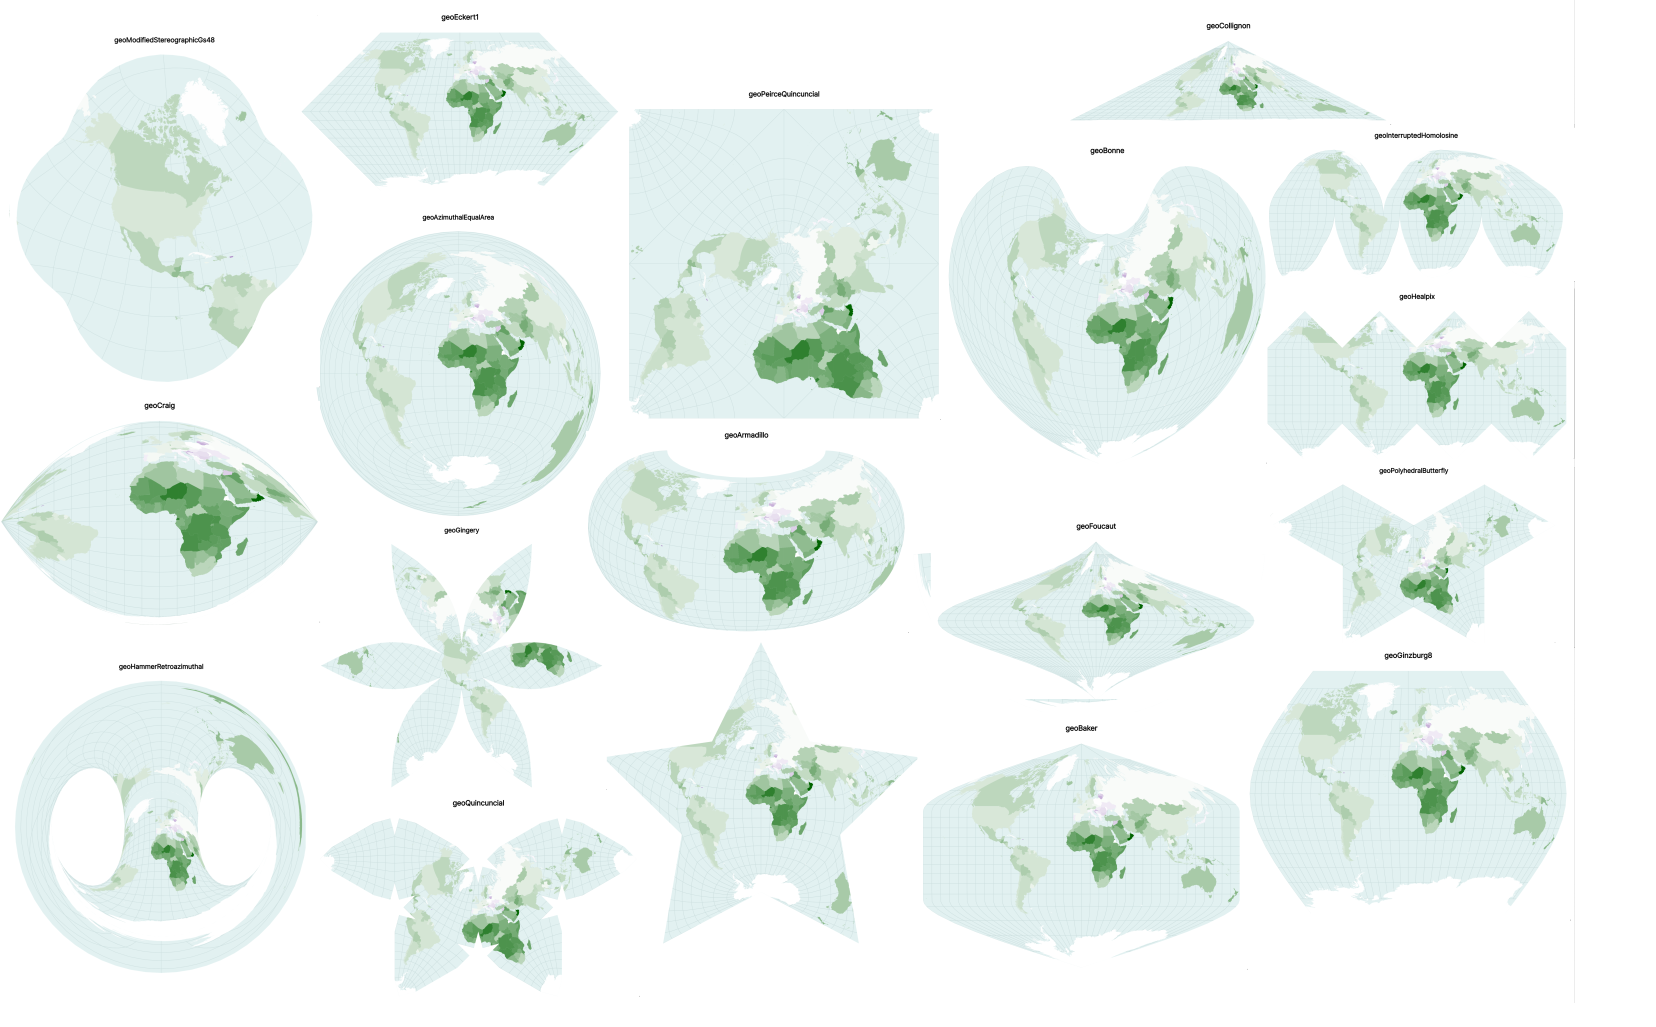 geoModifiedStereographicGs48
geoEckert1
geoCollignon
geoPeirceQuincuncial
geoInterruptedHomolosine
geoBonne
geoAzimuthalEqualArea
geoHealpix
geoCraig
geoArmadillo
geoPolyhedralButterfly
geoGingery
geoFoucaut
geoHammerRetroazimuthal
geoGinzburg8
geoBaker
geoQuincuncial